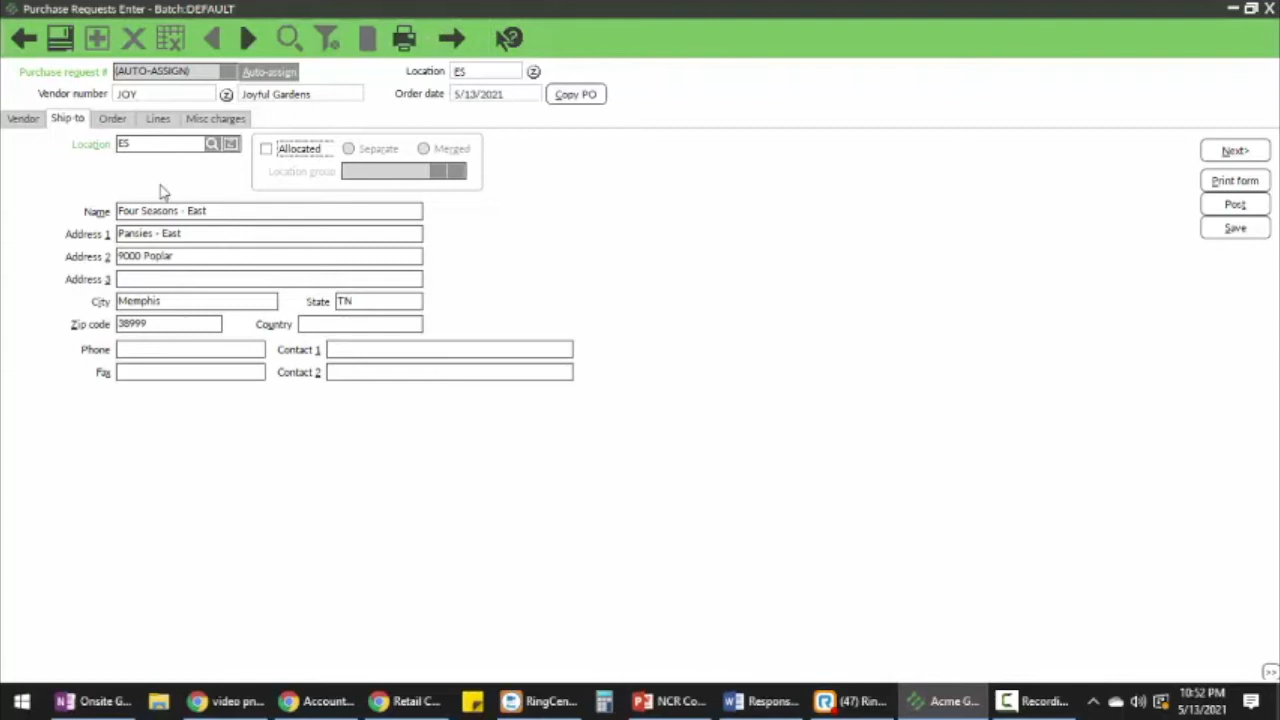 Purchase Requests Enter - Batch:DEFAULT
Purchase request # (AUTO-ASSIGN) Auto-assign Location ES
Vendor number JOY Joyful Gardens Order date 5/13/2021 Copy PO
Vendor Ship-to Order Lines Misc charges
Location ES Allocated Separate Merged
Location group
Next>
Print form
Post
Save
Name Four Seasons - East
Address 1 Pansies - East
Address 2 9000 Poplar
Address 3
City Memphis State TN
Zip code 38999 Country
Phone Contact 1
Fax Contact 2
>>
Onsite G... video pn... Account... Retail C... RingCen... NCR Co... Respons... (47) Rin... Acme G... Recordi... 10:52 PM
5/13/2021